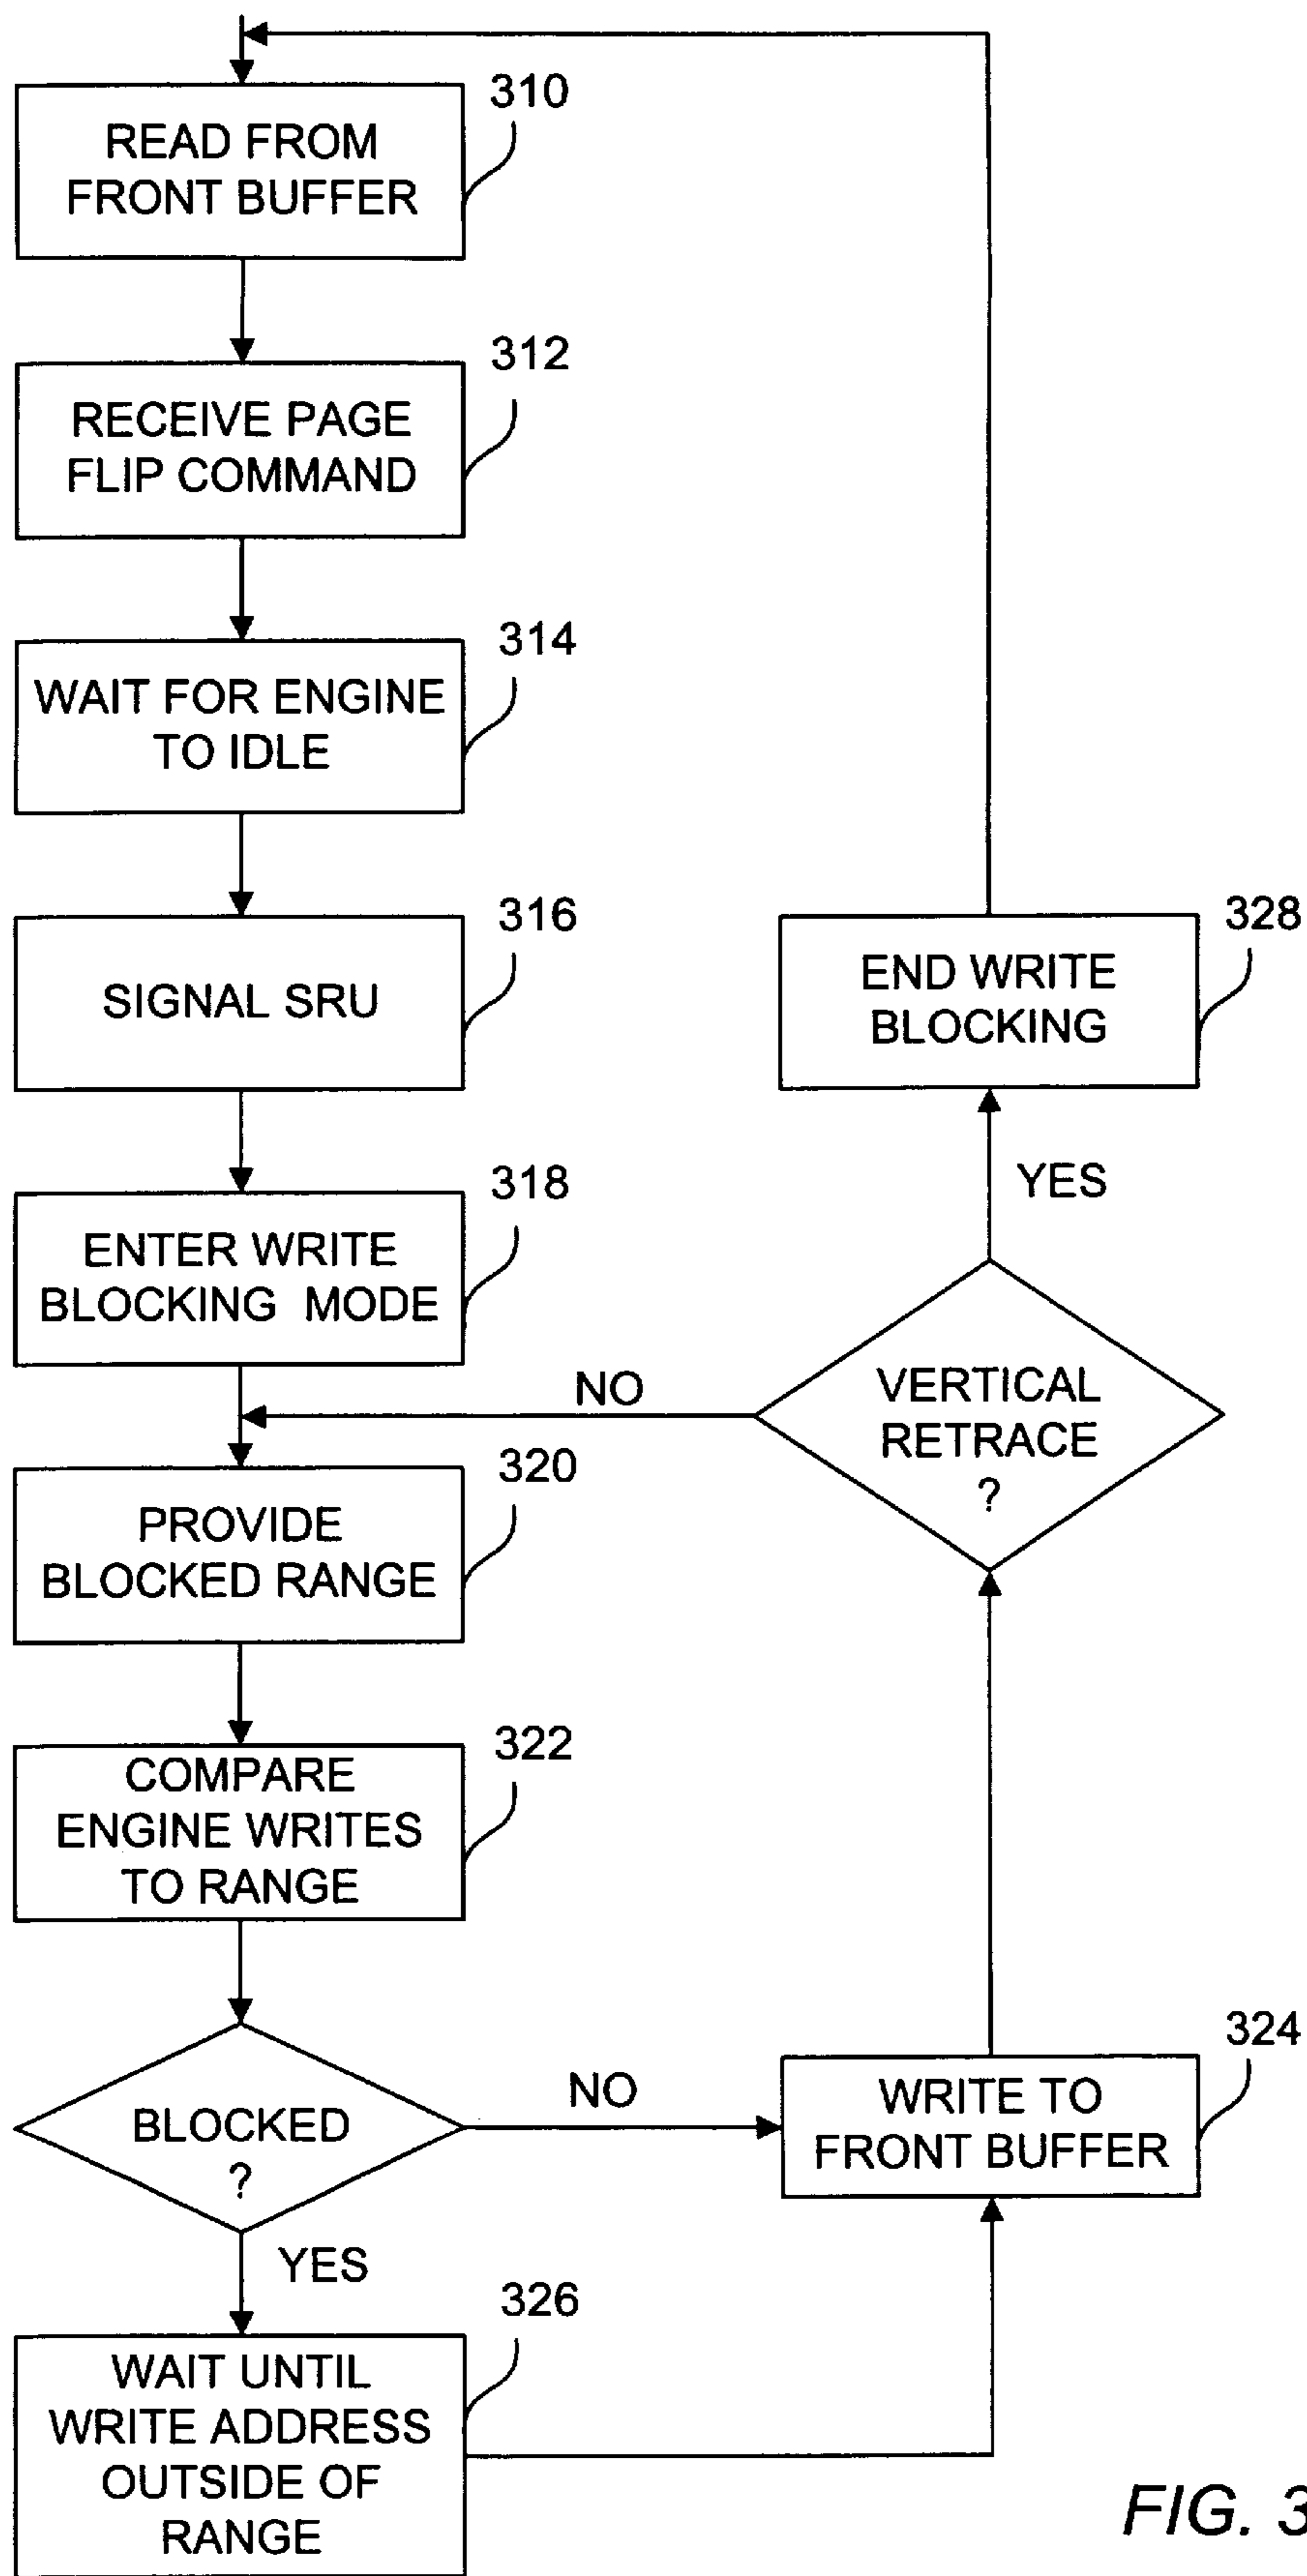 310
READ FROM
FRONT BUFFER
312
RECEIVE PAGE
FLIP COMMAND
314
WAIT FOR ENGINE
TO IDLE
316
SIGNAL SRU
328
END WRITE
BLOCKING
YES
318
ENTER WRITE
BLOCKING MODE
NO
VERTICAL
RETRACE
?
320
PROVIDE
BLOCKED RANGE
322
COMPARE
ENGINE WRITES
TO RANGE
BLOCKED
?
NO
324
WRITE TO
FRONT BUFFER
YES
326
WAIT UNTIL
WRITE ADDRESS
OUTSIDE OF
RANGE
FIG. 3